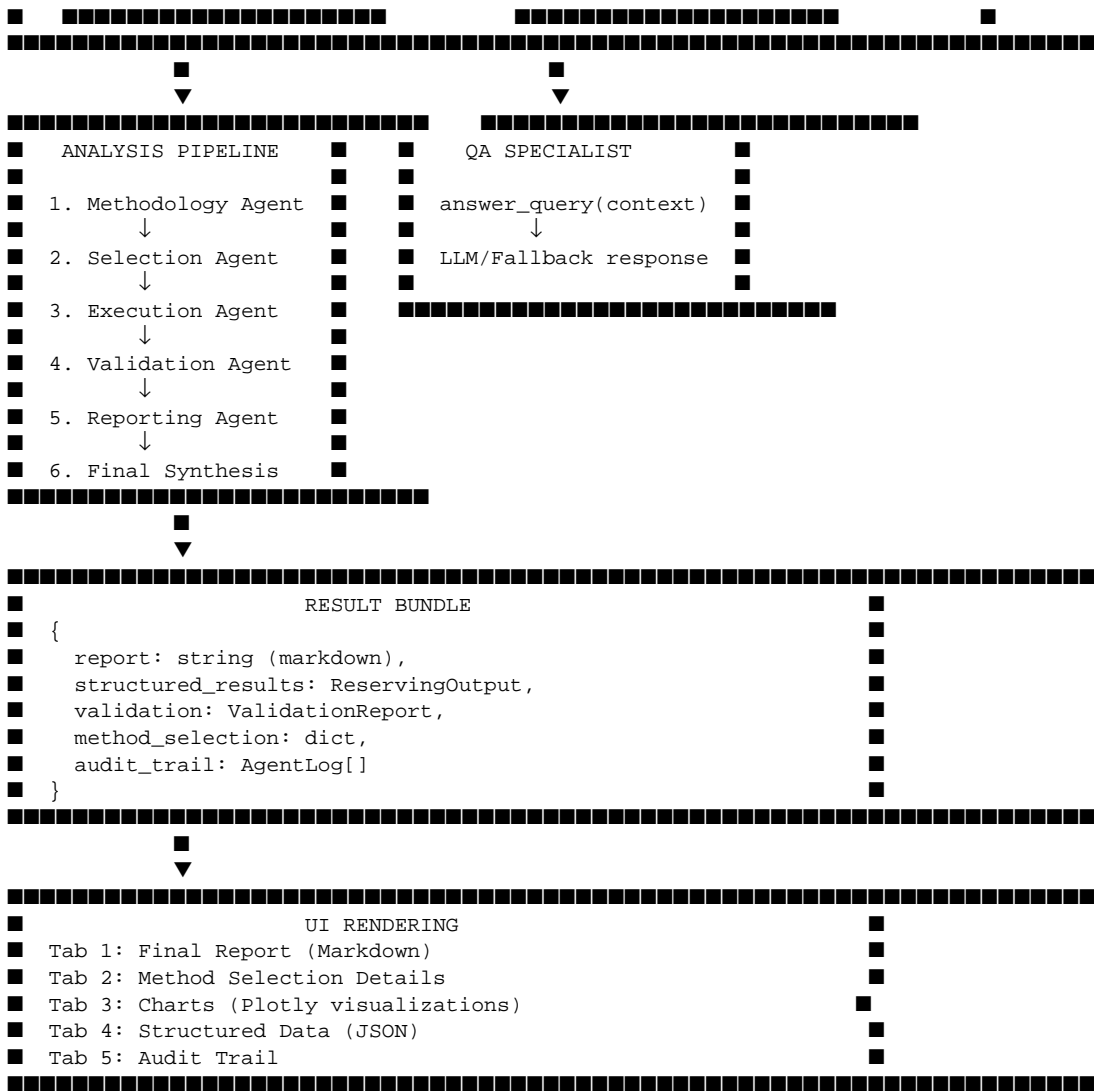 ANALYSIS PIPELINE QA SPECIALIST
1. Methodology Agent answer_query(context)
↓ ↓
2. Selection Agent LLM/Fallback response
↓
3. Execution Agent
↓
4. Validation Agent
↓
5. Reporting Agent
↓
6. Final Synthesis
RESULT BUNDLE
{
report: string (markdown),
structured_results: ReservingOutput,
validation: ValidationReport,
method_selection: dict,
audit_trail: AgentLog[]
}
UI RENDERING
Tab 1: Final Report (Markdown)
Tab 2: Method Selection Details
Tab 3: Charts (Plotly visualizations)
Tab 4: Structured Data (JSON)
Tab 5: Audit Trail